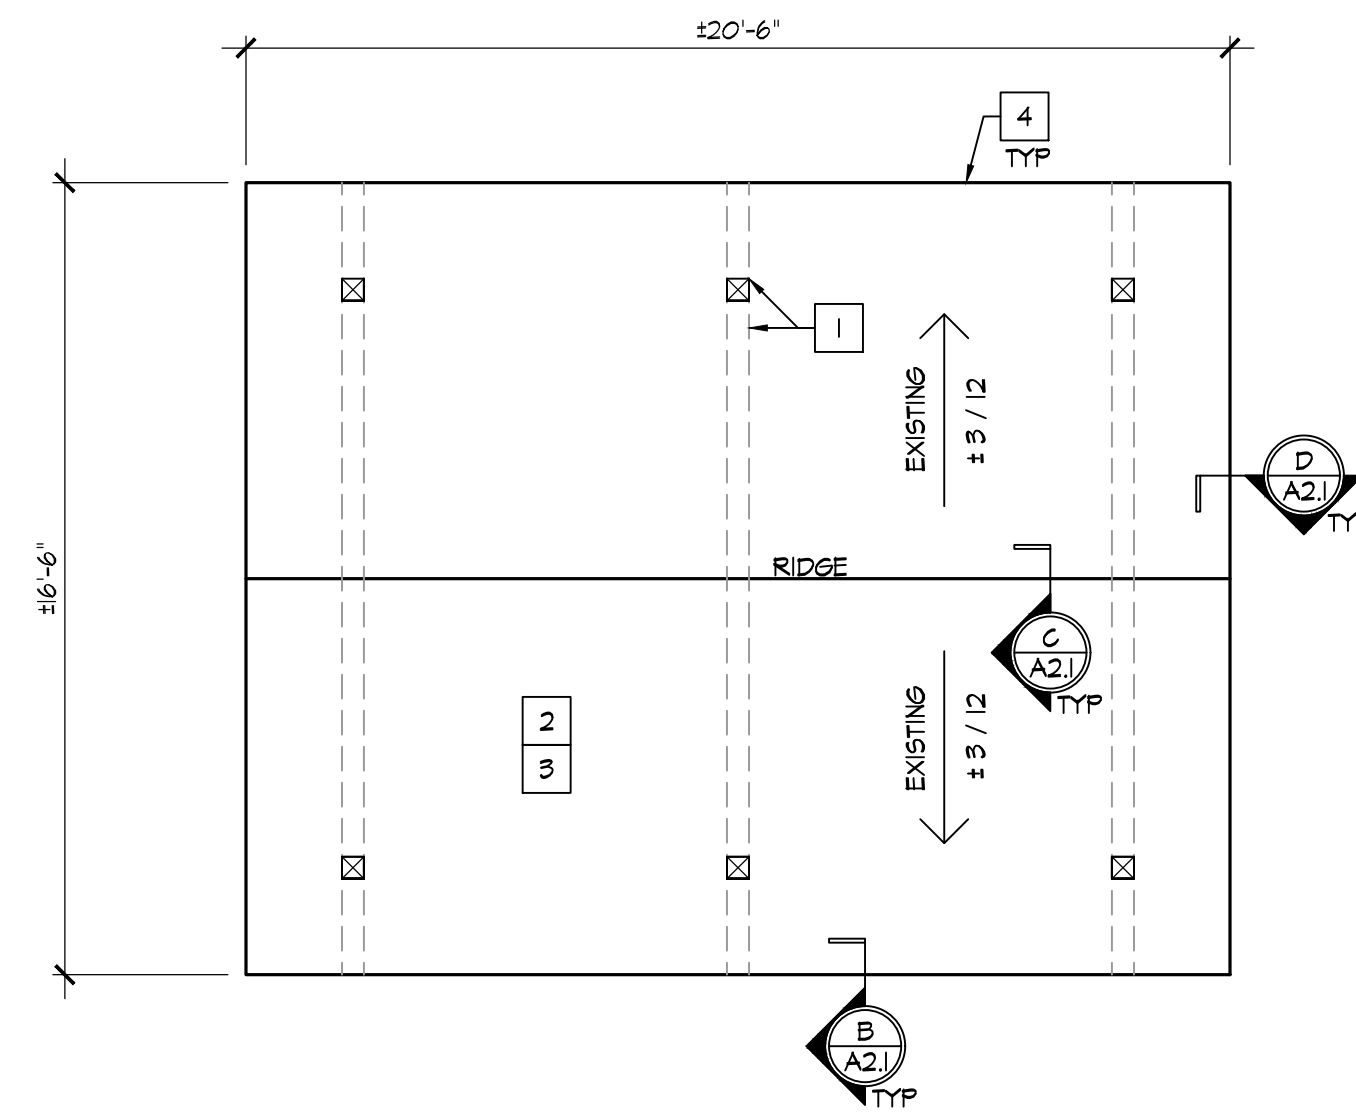 ±20'-6"
4
TYP
1
EXISTING
± 3 / 12
D
A2.1
TY
±16'-6"
RIDGE
C
A2.1
TYP
EXISTING
± 3 / 12
2
3
B
A2.1
TYP